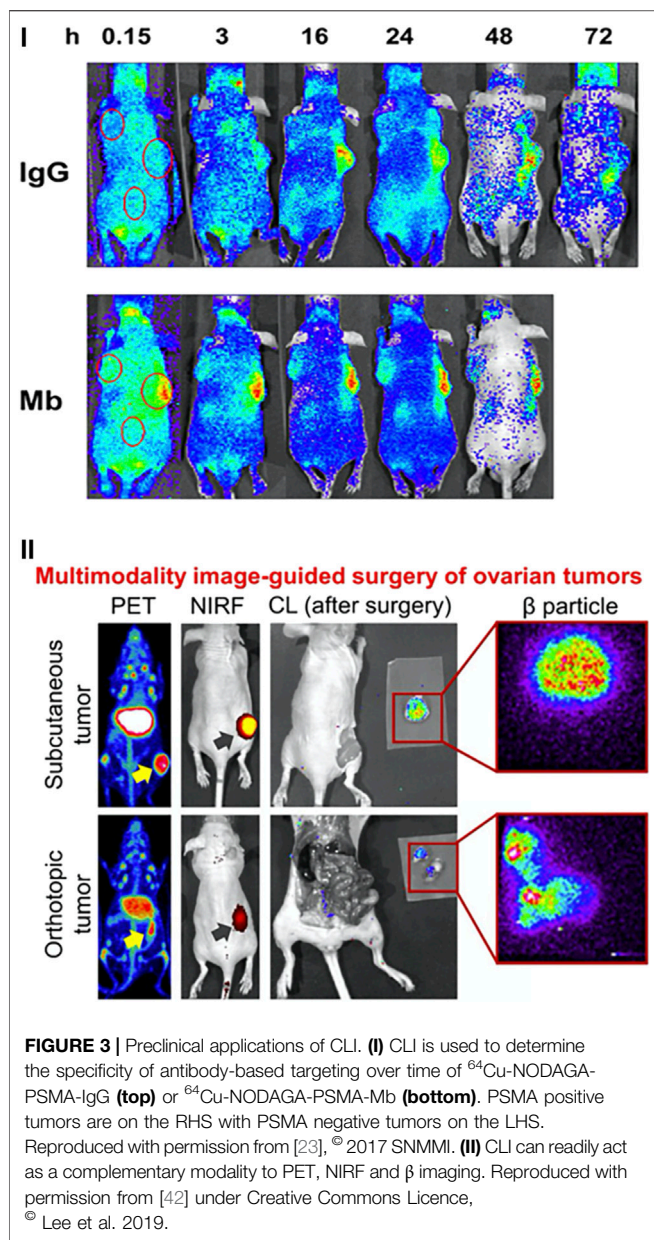 I h 0.15 3 16 24 48 72
IgG
Mb
II
Multimodality image-guided surgery of ovarian tumors
PET NIRF CL (after surgery) β particle
Subcutaneous
tumor
Orthotopic
tumor
FIGURE 3 | Preclinical applications of CLI. (I) CLI is used to determine
the specificity of antibody-based targeting over time of ⁶⁴Cu-NODAGA-
PSMA-IgG (top) or ⁶⁴Cu-NODAGA-PSMA-Mb (bottom). PSMA positive
tumors are on the RHS with PSMA negative tumors on the LHS.
Reproduced with permission from [23], © 2017 SNMMI. (II) CLI can readily act
as a complementary modality to PET, NIRF and β imaging. Reproduced with
permission from [42] under Creative Commons Licence,
© Lee et al. 2019.